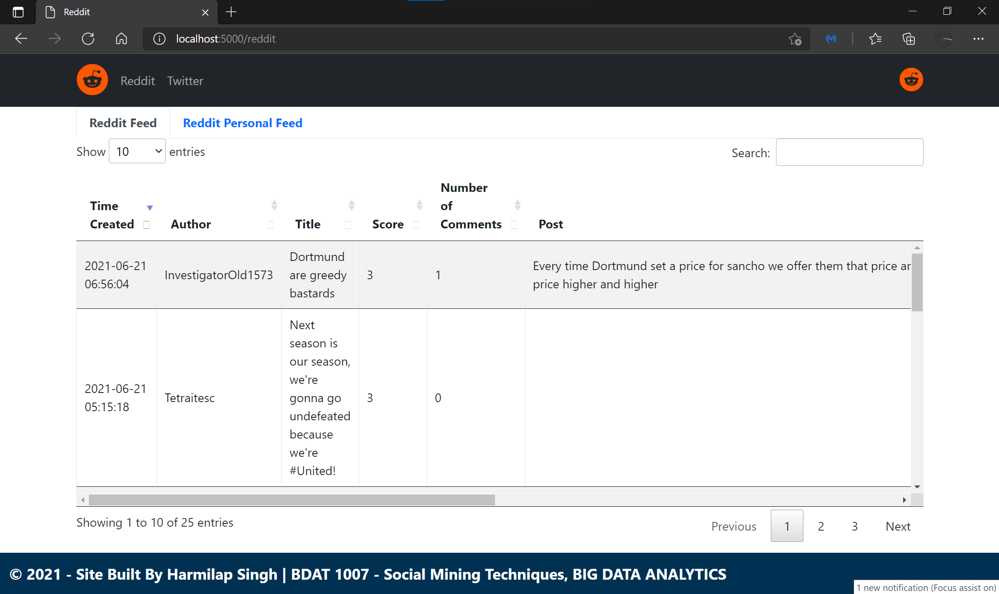 Reddit
localhost:5000/reddit
Reddit Twitter
Reddit Feed Reddit Personal Feed
Show 10 entries Search:
Time Created Author Title Score Number of Comments Post
2021-06-21 06:56:04 InvestigatorOld1573 Dortmund are greedy bastards 3 1 Every time Dortmund set a price for sancho we offer them that price
price higher and higher
2021-06-21 05:15:18 Tetraitesc Next season is our season, we're gonna go undefeated because we're #United! 3 0
Showing 1 to 10 of 25 entries Previous 1 2 3 Next
© 2021 - Site Built By Harmilap Singh | BDAT 1007 - Social Mining Techniques, BIG DATA ANALYTICS
1 new notification (Focus assist on)